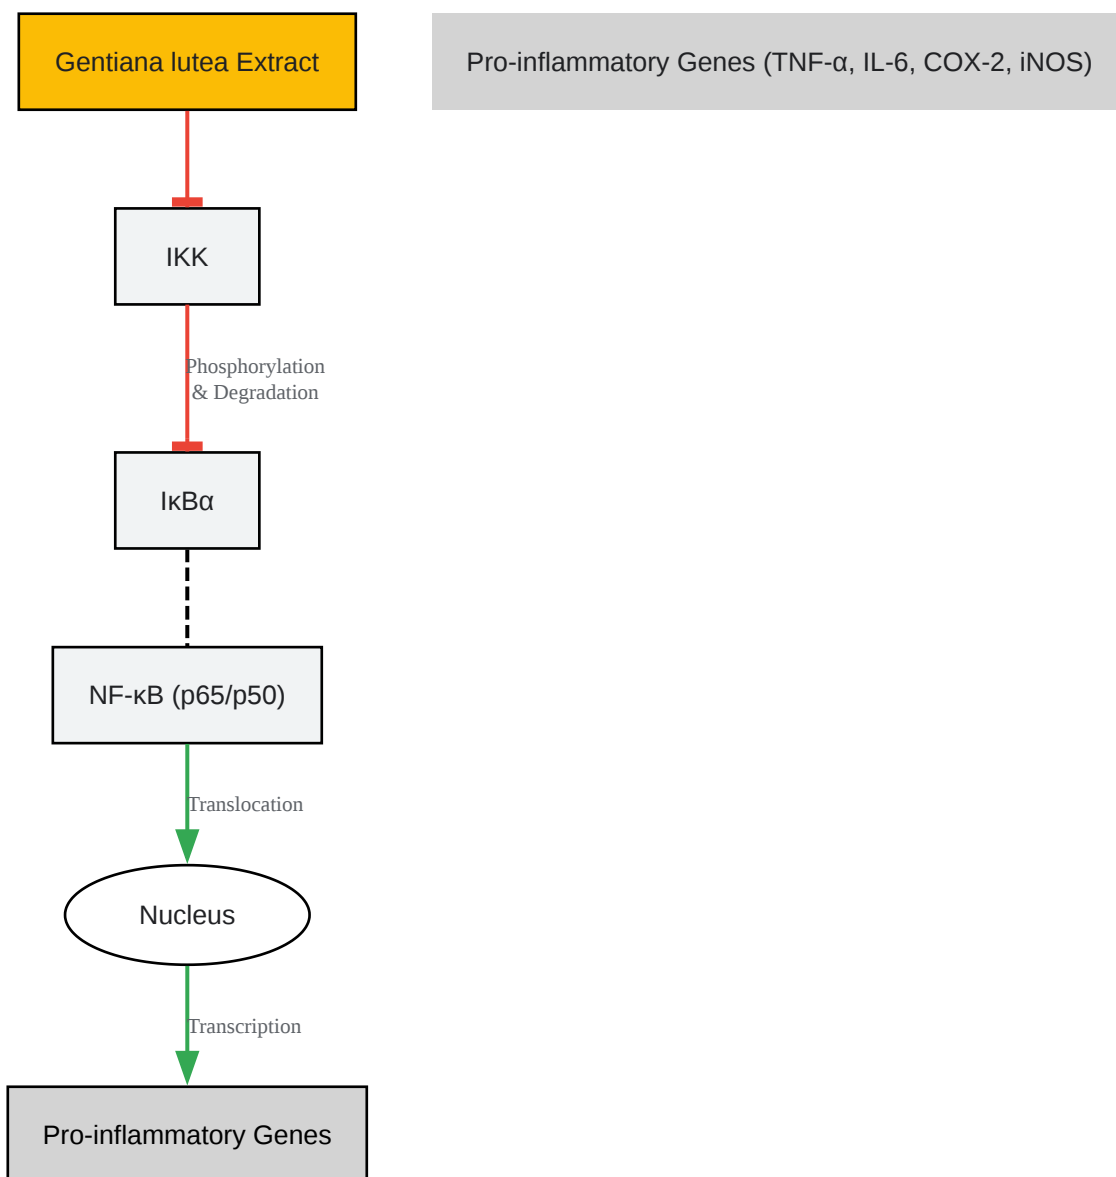 Gentiana lutea Extract
Pro-inflammatory Genes (TNF-α, IL-6, COX-2, iNOS)
IKK
Phosphorylation
& Degradation
IκBα
NF-κB (p65/p50)
Translocation
Nucleus
Transcription
Pro-inflammatory Genes